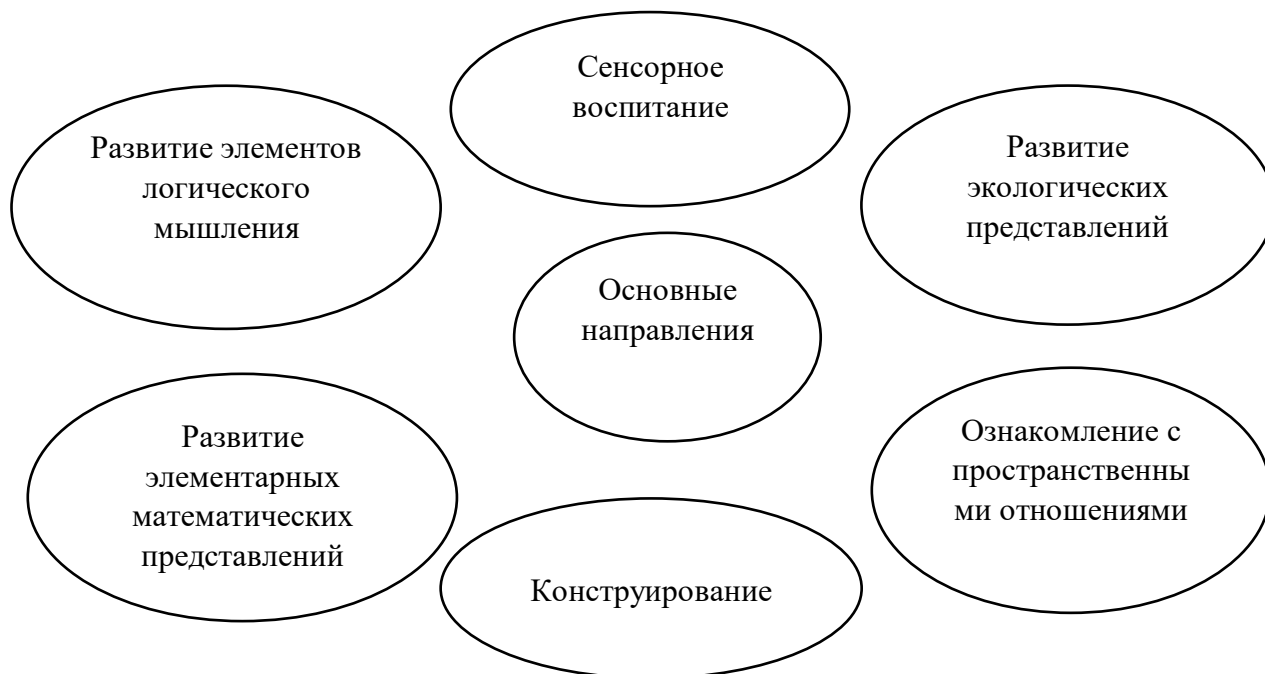 Сенсорное
воспитание
Развитие элементов
логического
мышления
Развитие
экологических
представлений
Основные
направления
Развитие
элементарных
математических
представлений
Ознакомление с
пространственны
ми отношениями
Конструирование